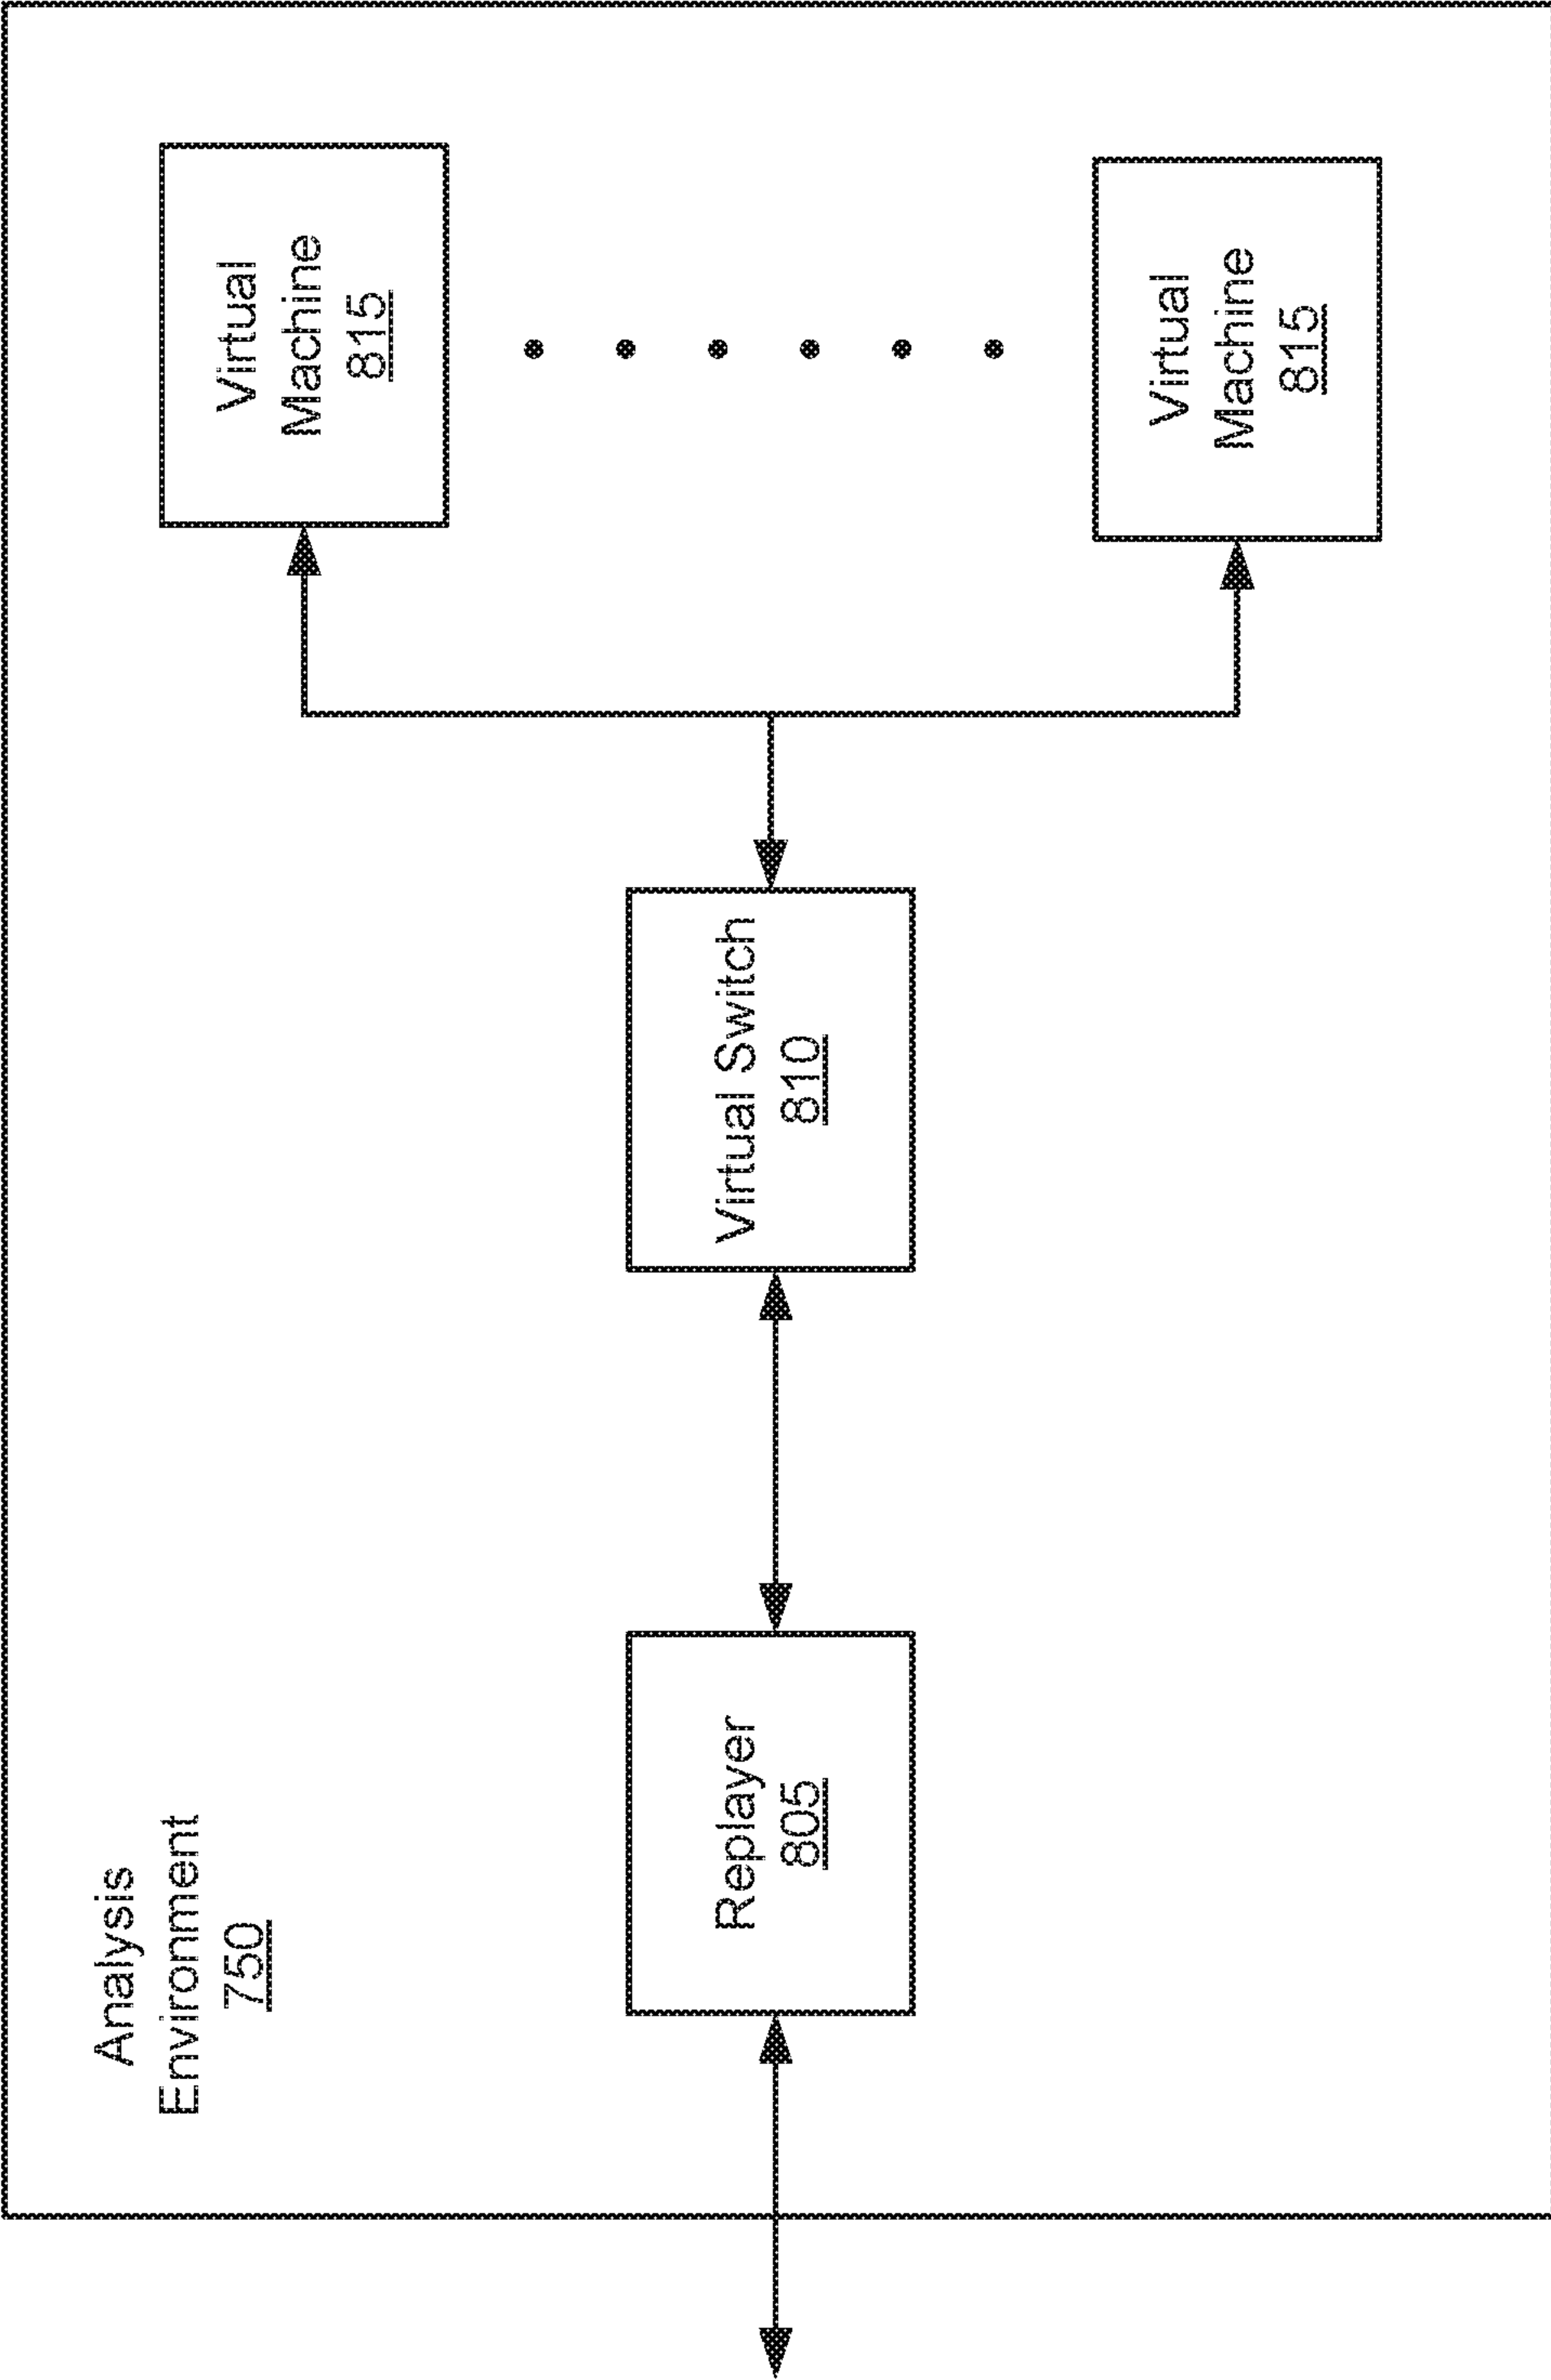 Analysis
Environment
750
Replayer
805
Virtual Switch
810
Virtual
Machine
815
Virtual
Machine
815